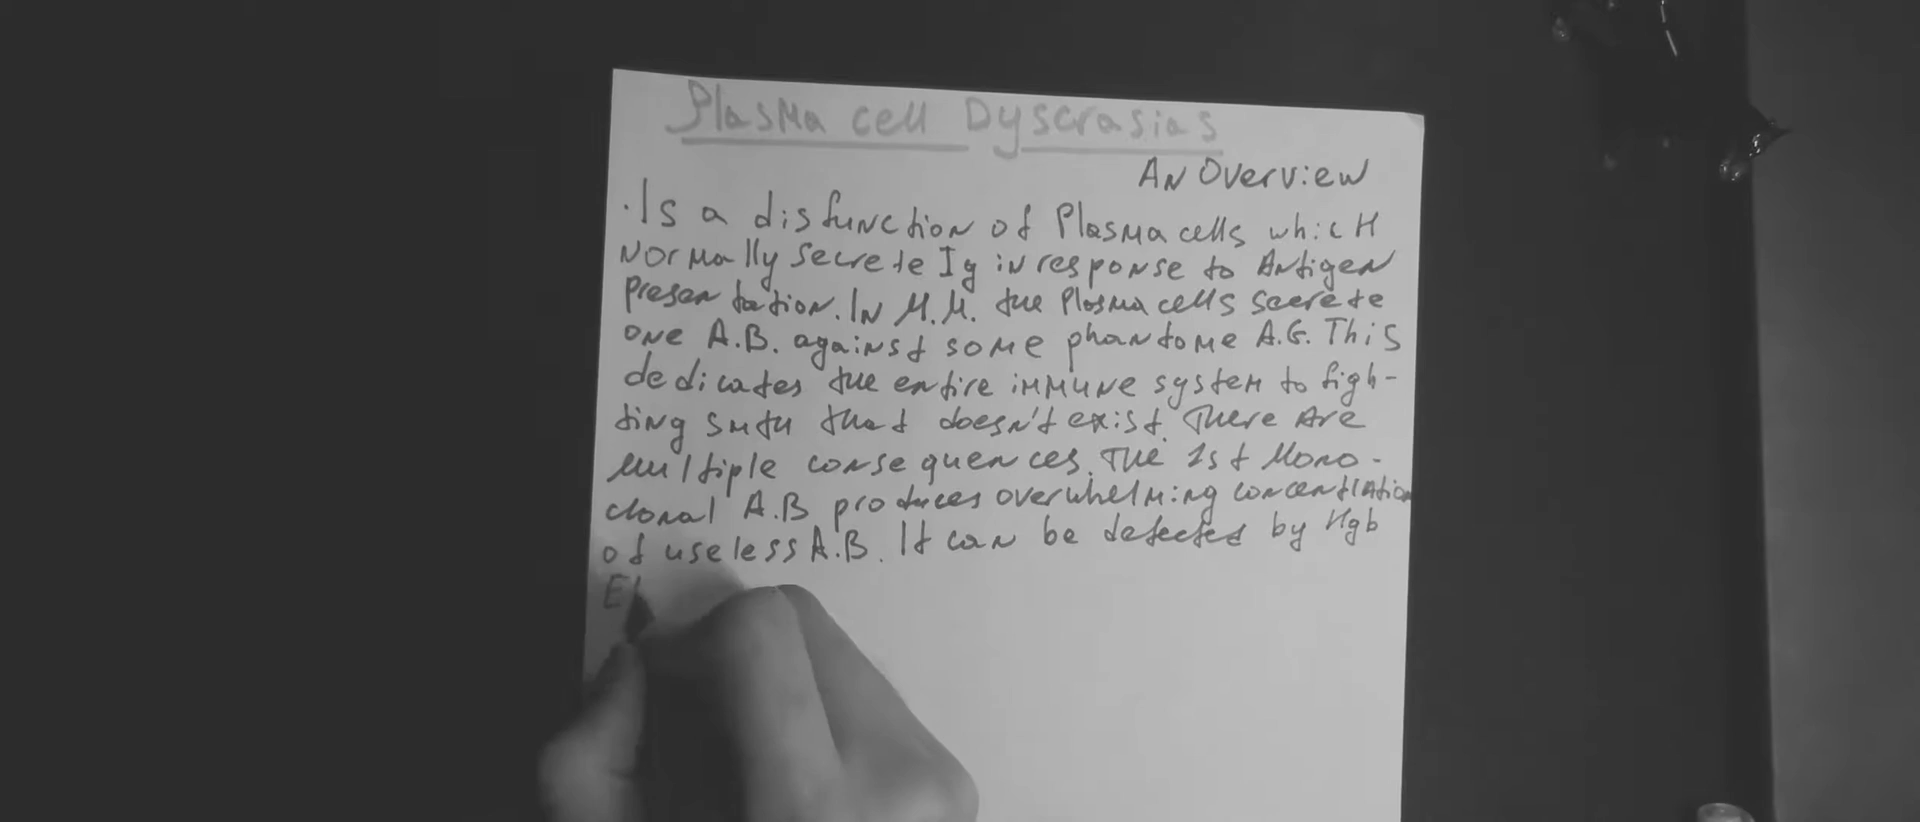 Plasma cell Dyscrasias
An Overview
· Is a disfunction of Plasma cells which
normally secrete Ig in response to Antigen
Presentation. In M.M. the Plasma cells secrete
one A.B. against some phantome A.G. This
dedicates the entire immune system to figh-
ting smth that doesn't exist. There are
multiple consequences. The 1st Mono-
clonal A.B produces overwhelming concentration
of useless A.B. It can be detected by Hgb
El